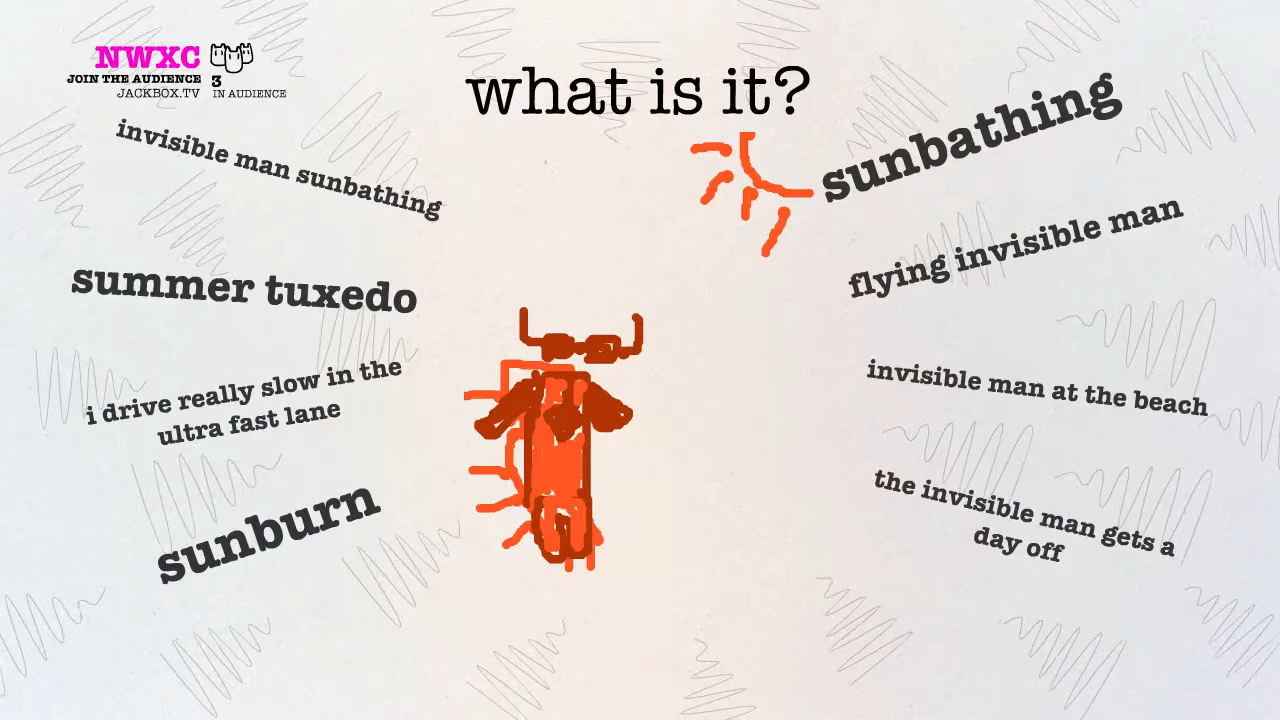 NWXC
JOIN THE AUDIENCE
JACKBOX.TV
3
IN AUDIENCE
what is it?
invisible man sunbathing
summer tuxedo
i drive really slow in the
ultra fast lane
sunburn
sunbathing
flying invisible man
invisible man at the beach
the invisible man gets a
day off